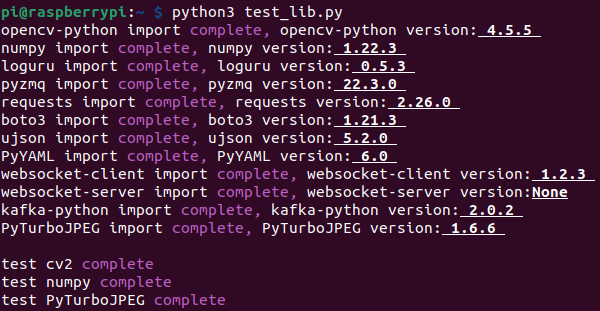 pi@raspberrypi:~ $ python3 test_lib.py
opencv-python import complete, opencv-python version: 4.5.5
numpy import complete, numpy version: 1.22.3
loguru import complete, loguru version: 0.5.3
pyzmq import complete, pyzmq version: 22.3.0
requests import complete, requests version: 2.26.0
boto3 import complete, boto3 version: 1.21.3
ujson import complete, ujson version: 5.2.0
PyYAML import complete, PyYAML version: 6.0
websocket-client import complete, websocket-client version: 1.2.3
websocket-server import complete, websocket-server version:None
kafka-python import complete, kafka-python version: 2.0.2
PyTurboJPEG import complete, PyTurboJPEG version: 1.6.6
test cv2 complete
test numpy complete
test PyTurboJPEG complete